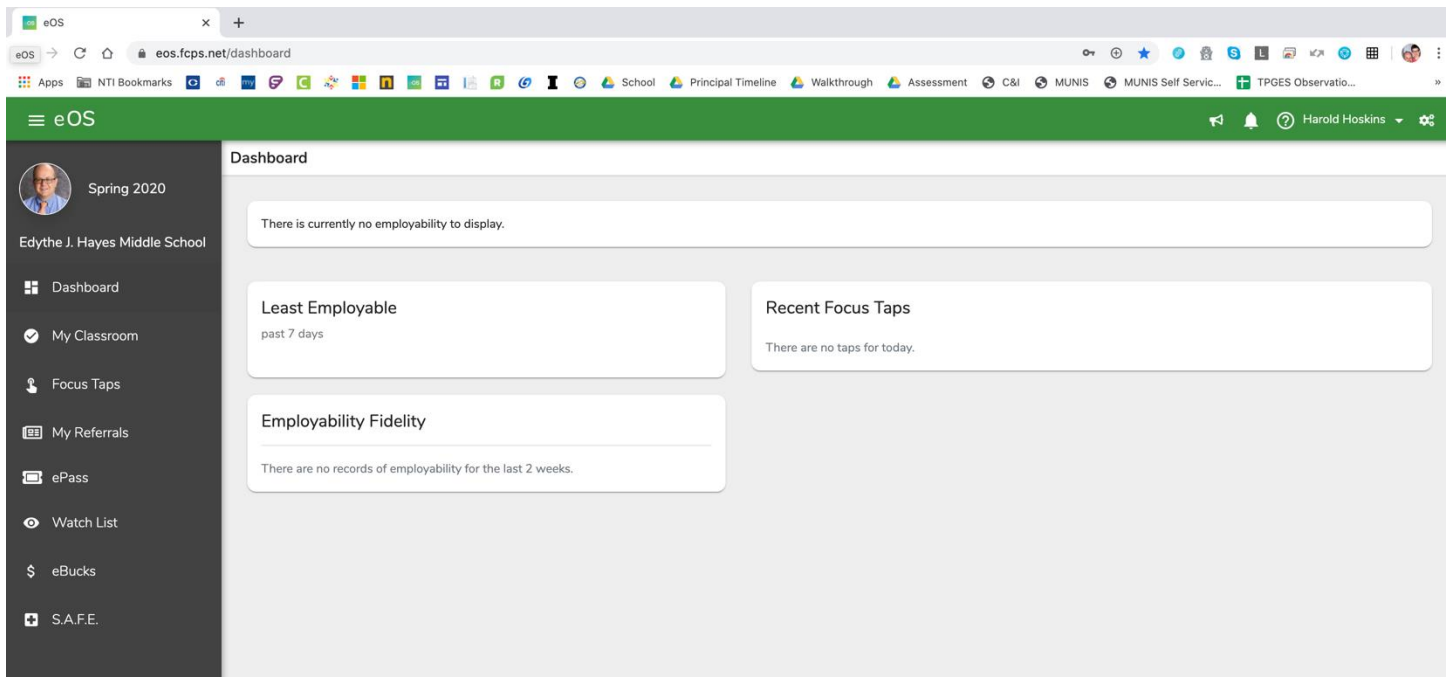 eOS
eOS
eos.fcps.net/dashboard
Apps
NTI Bookmarks
School
Principal Timeline
Walkthrough
Assessment
C&I
MUNIS
MUNIS Self Servic...
TPGES Observatio...
»
eOS
Harold Hoskins
Spring 2020
Edythe J. Hayes Middle School
Dashboard
My Classroom
Focus Taps
My Referrals
ePass
Watch List
$ eBucks
S.A.F.E.
Dashboard
There is currently no employability to display.
Least Employable
past 7 days
Recent Focus Taps
There are no taps for today.
Employability Fidelity
There are no records of employability for the last 2 weeks.